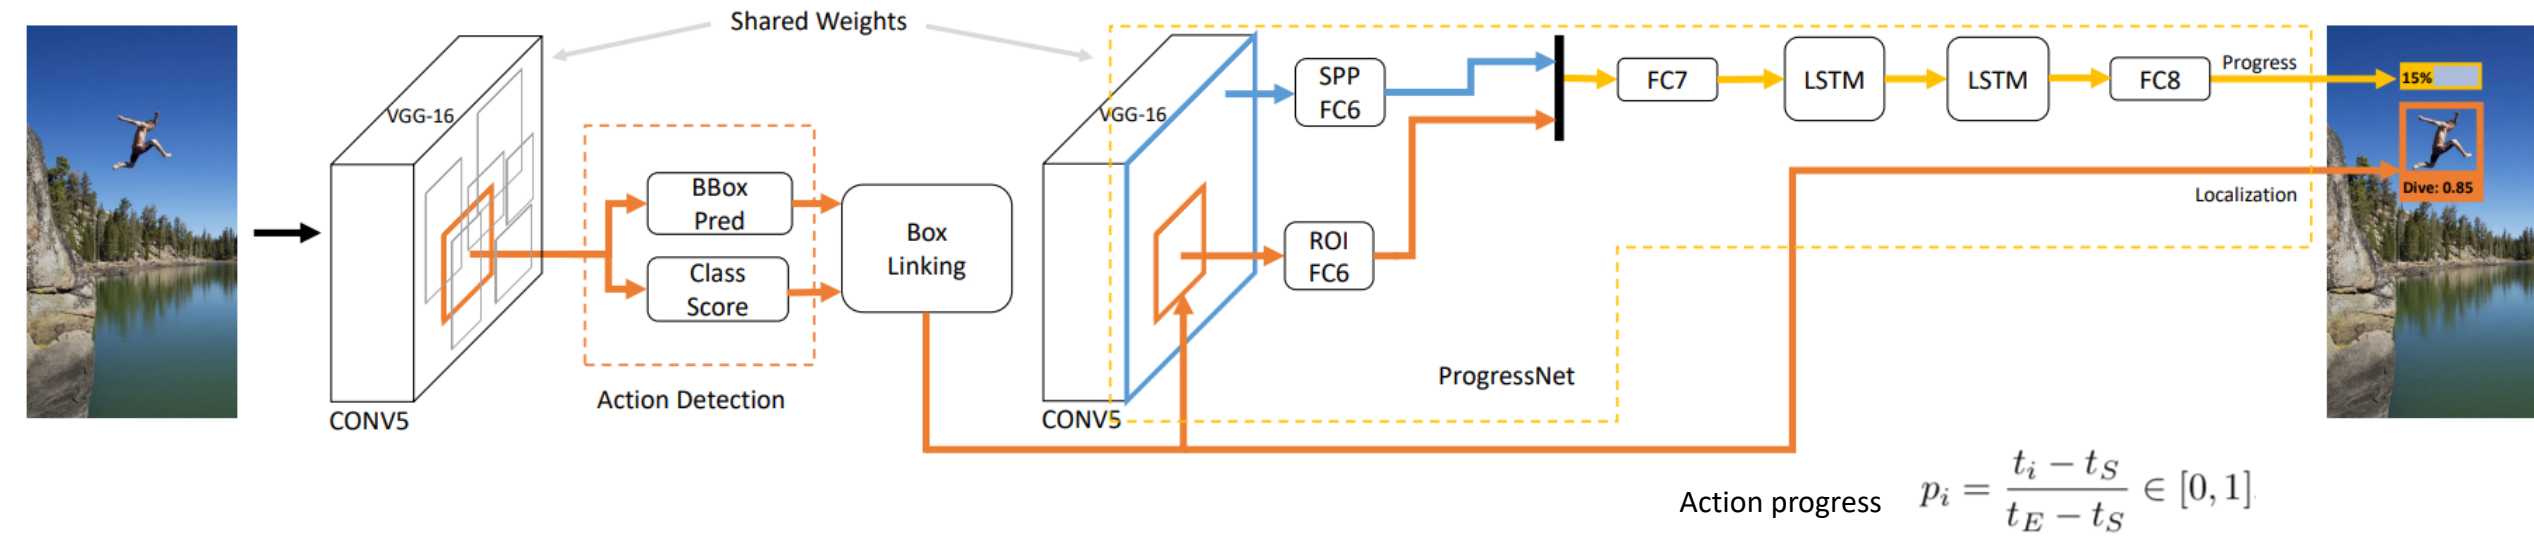 Shared Weights
VGG-16
CONV5
BBox
Pred
Class
Score
Action Detection
Box
Linking
VGG-16
CONV5
SPP
FC6
ROI
FC6
FC7
LSTM
LSTM
FC8
Progress
Localization
ProgressNet
15%
Dive: 0.85
Action progress p_i = \frac{t_i - t_S}{t_E - t_S} ∈ [0, 1].